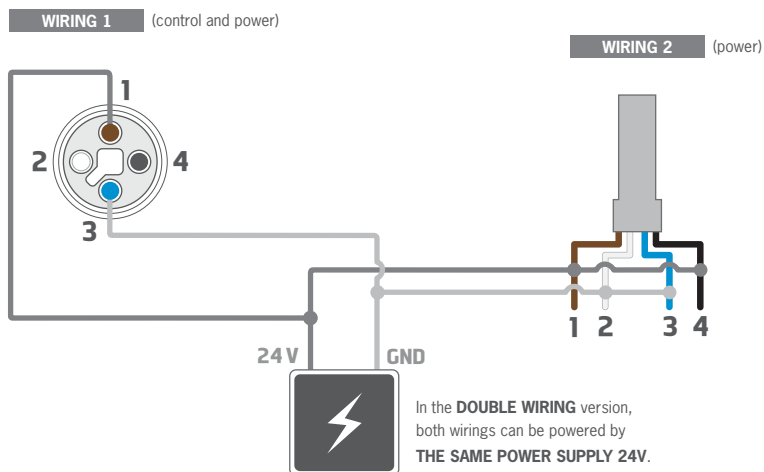 WIRING 1 (control and power)
WIRING 2 (power)
1
2 4
3
1 2 3 4
24 V GND
In the DOUBLE WIRING version,
both wirings can be powered by
THE SAME POWER SUPPLY 24V.